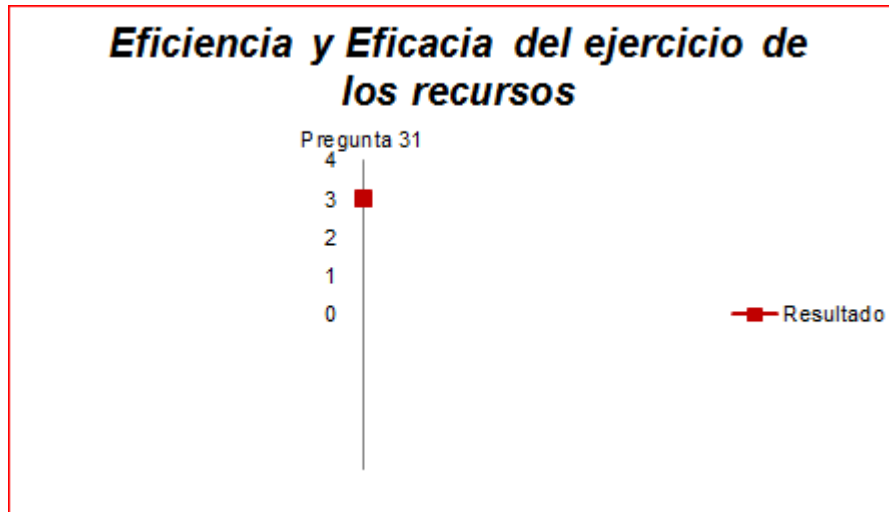 Eficiencia y Eficacia del ejercicio de
los recursos
Pregunta 31
4
3
2
1
0
Resultado